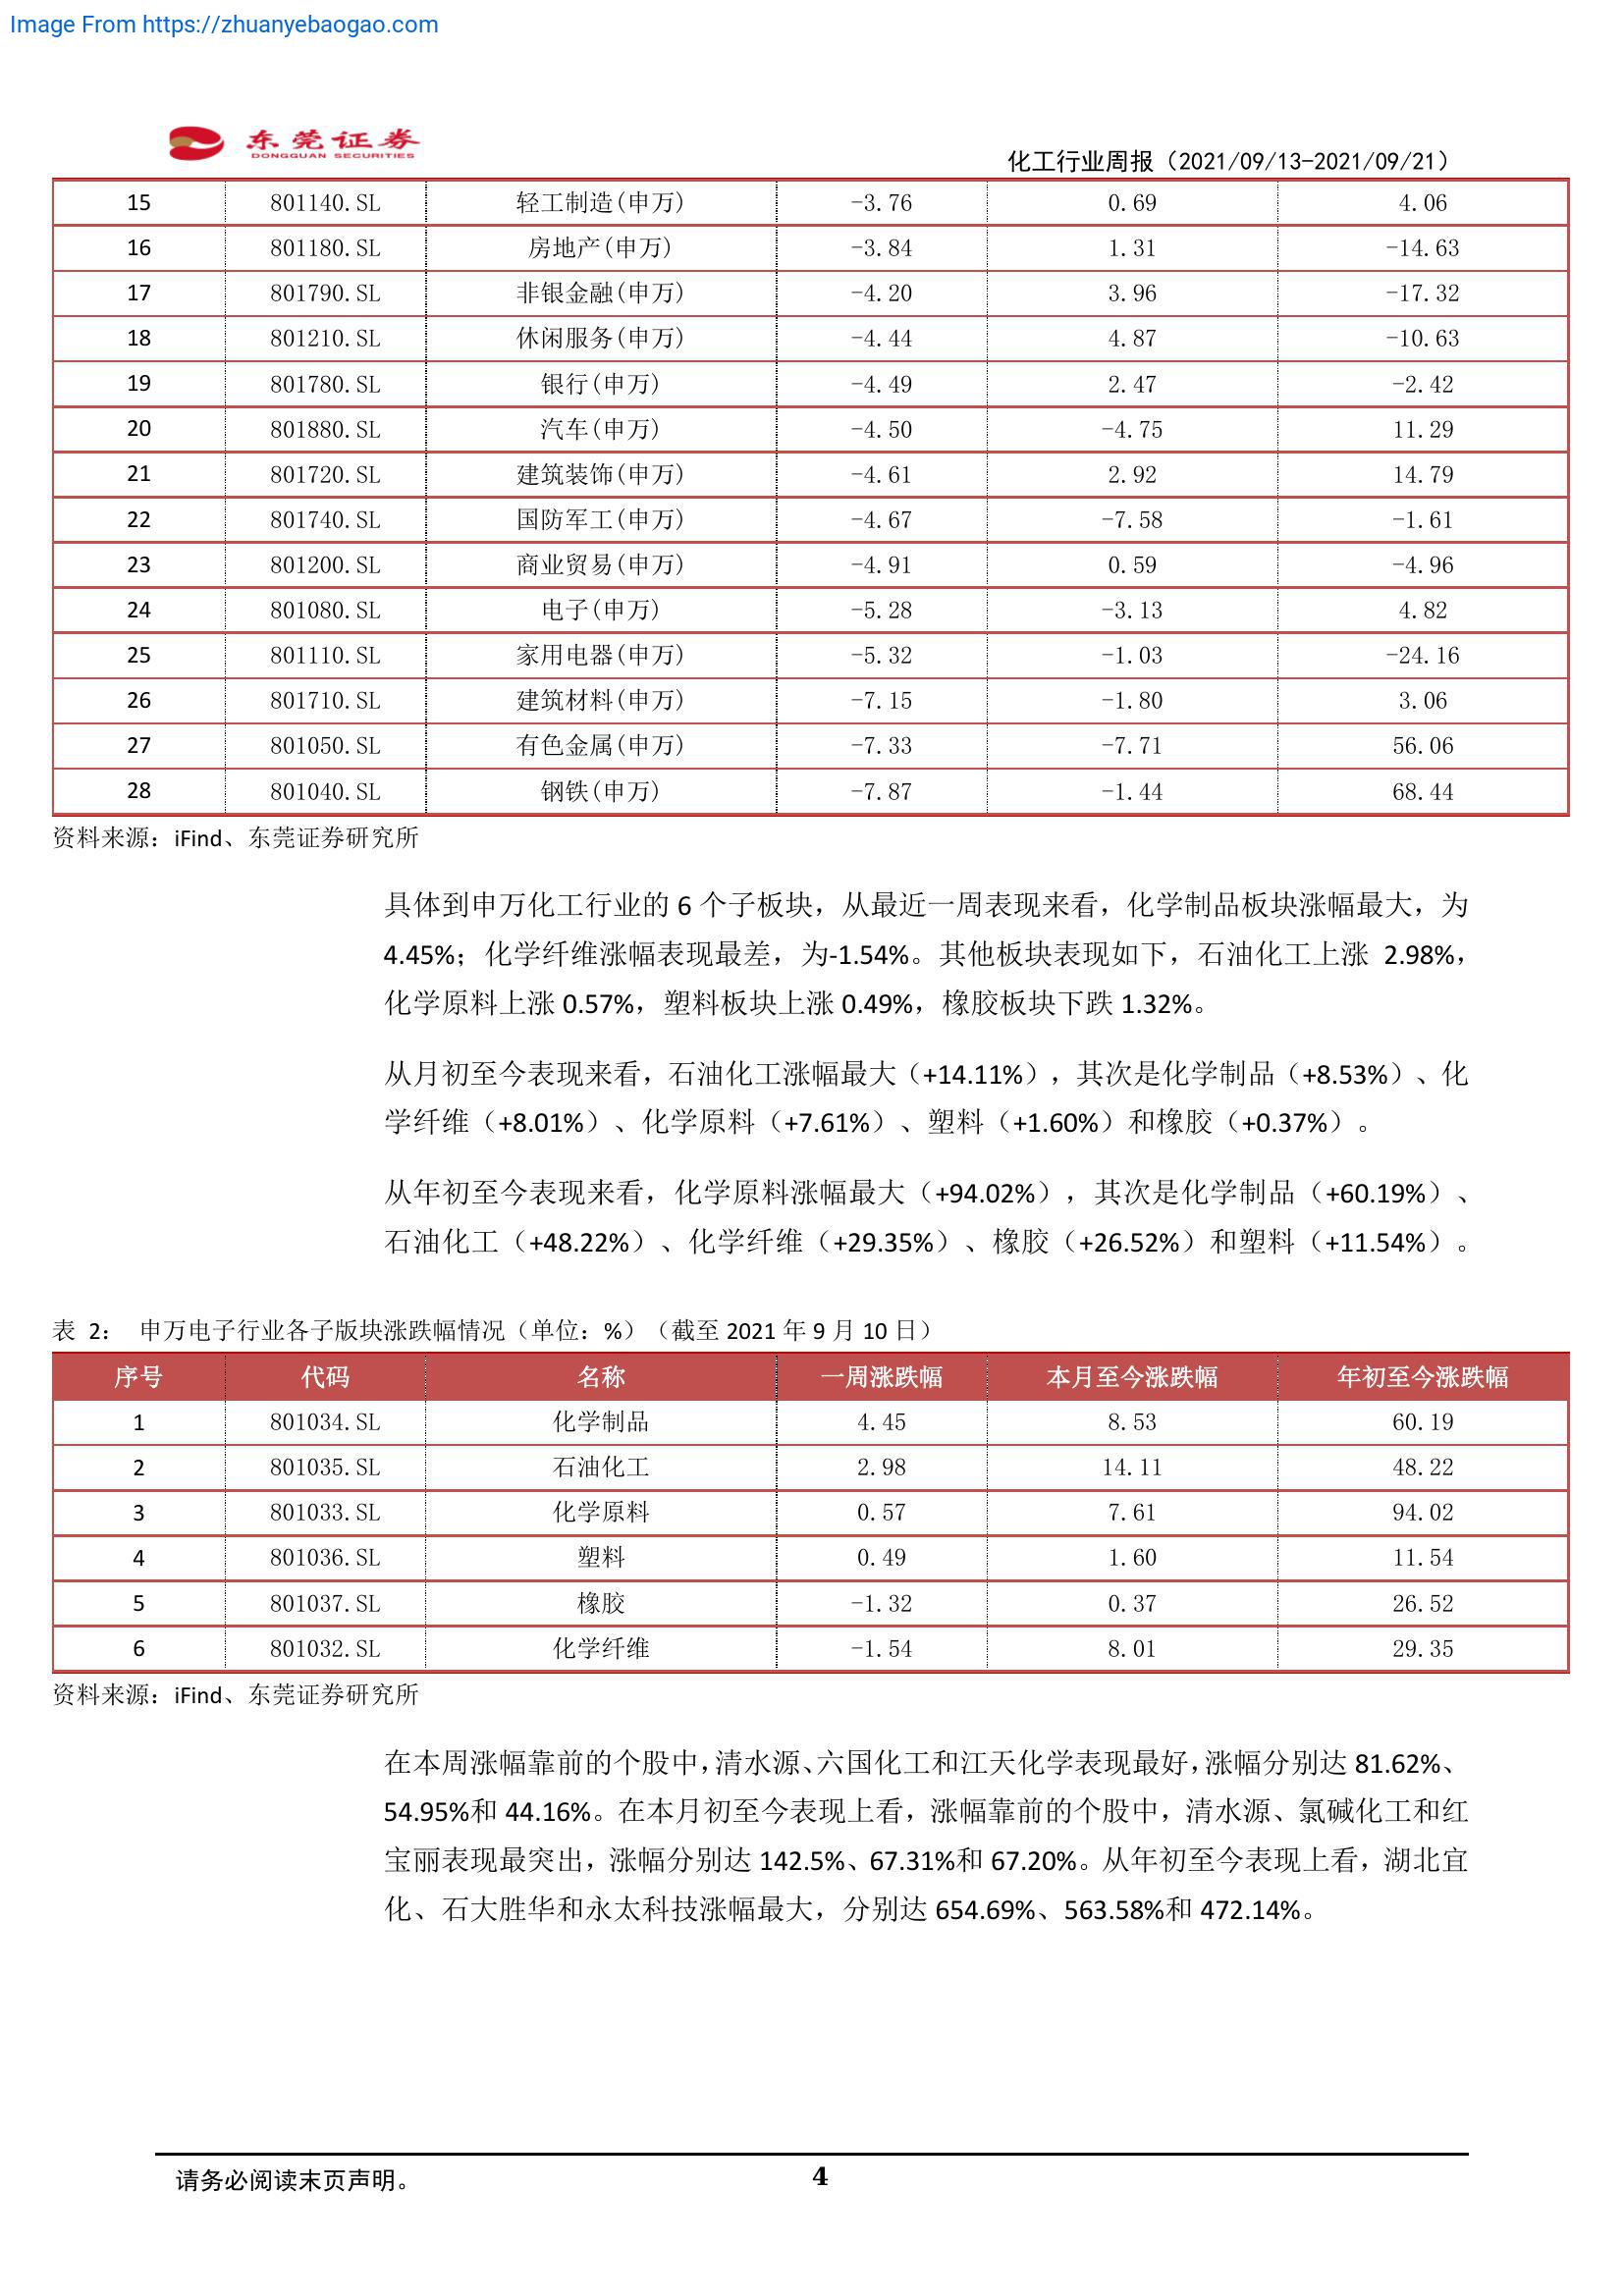 Image From https://zhuanyebaogao.com
东莞证券
DONGGUAN SECURITIES
化工行业周报（2021/09/13-2021/09/21）
15 801140.SL 轻工制造(申万) -3.76 0.69 4.06
16 801180.SL 房地产(申万) -3.84 1.31 -14.63
17 801790.SL 非银金融(申万) -4.20 3.96 -17.32
18 801210.SL 休闲服务(申万) -4.44 4.87 -10.63
19 801780.SL 银行(申万) -4.49 2.47 -2.42
20 801880.SL 汽车(申万) -4.50 -4.75 11.29
21 801720.SL 建筑装饰(申万) -4.61 2.92 14.79
22 801740.SL 国防军工(申万) -4.67 -7.58 -1.61
23 801200.SL 商业贸易(申万) -4.91 0.59 -4.96
24 801080.SL 电子(申万) -5.28 -3.13 4.82
25 801110.SL 家用电器(申万) -5.32 -1.03 -24.16
26 801710.SL 建筑材料(申万) -7.15 -1.80 3.06
27 801050.SL 有色金属(申万) -7.33 -7.71 56.06
28 801040.SL 钢铁(申万) -7.87 -1.44 68.44
资料来源：iFind、东莞证券研究所
具体到申万化工行业的 6 个子板块，从最近一周表现来看，化学制品板块涨幅最大，为
4.45%；化学纤维涨幅表现最差，为-1.54%。其他板块表现如下，石油化工上涨 2.98%，
化学原料上涨 0.57%，塑料板块上涨 0.49%，橡胶板块下跌 1.32%。
从月初至今表现来看，石油化工涨幅最大（+14.11%），其次是化学制品（+8.53%）、化
学纤维（+8.01%）、化学原料（+7.61%）、塑料（+1.60%）和橡胶（+0.37%）。
从年初至今表现来看，化学原料涨幅最大（+94.02%），其次是化学制品（+60.19%）、
石油化工（+48.22%）、化学纤维（+29.35%）、橡胶（+26.52%）和塑料（+11.54%）。
表 2： 申万电子行业各子版块涨跌幅情况（单位：%）（截至 2021 年 9 月 10 日）
序号 代码 名称 一周涨跌幅 本月至今涨跌幅 年初至今涨跌幅
1 801034.SL 化学制品 4.45 8.53 60.19
2 801035.SL 石油化工 2.98 14.11 48.22
3 801033.SL 化学原料 0.57 7.61 94.02
4 801036.SL 塑料 0.49 1.60 11.54
5 801037.SL 橡胶 -1.32 0.37 26.52
6 801032.SL 化学纤维 -1.54 8.01 29.35
资料来源：iFind、东莞证券研究所
在本周涨幅靠前的个股中，清水源、六国化工和江天化学表现最好，涨幅分别达 81.62%、
54.95%和 44.16%。在本月初至今表现上看，涨幅靠前的个股中，清水源、氯碱化工和红
宝丽表现最突出，涨幅分别达 142.5%、67.31%和 67.20%。从年初至今表现上看，湖北宜
化、石大胜华和永太科技涨幅最大，分别达 654.69%、563.58%和 472.14%。
请务必阅读末页声明。
4